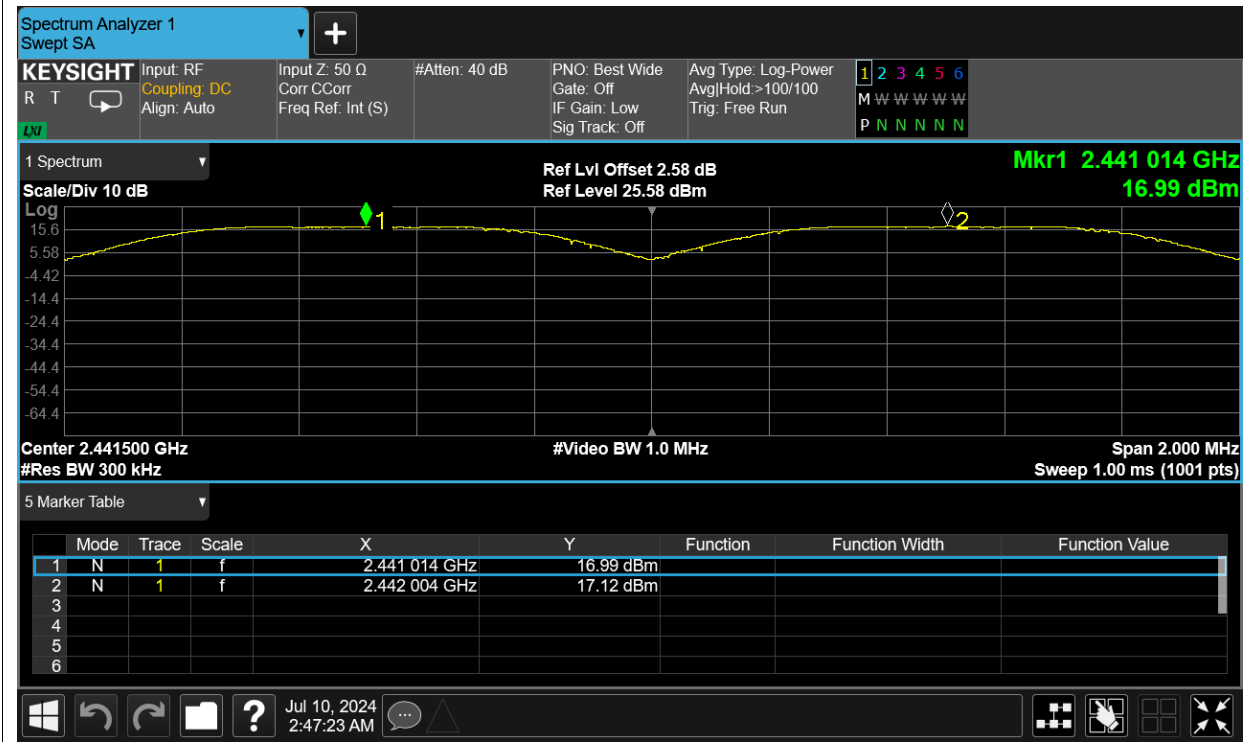 Spectrum Analyzer 1
Swept SA
KEYSIGHT
R T
LXI
Input: RF
Coupling: DC
Align: Auto
Input Z: 50 Ω
Corr CCorr
Freq Ref: Int (S)
#Atten: 40 dB
PNO: Best Wide
Gate: Off
IF Gain: Low
Sig Track: Off
Avg Type: Log-Power
Avg|Hold:>100/100
Trig: Free Run
1 2 3 4 5 6
M W W W W W
P N N N N N
1 Spectrum
Scale/Div 10 dB
Ref Lvl Offset 2.58 dB
Ref Level 25.58 dBm
Mkr1 2.441 014 GHz
16.99 dBm
Log
15.6
5.58
-4.42
-14.4
-24.4
-34.4
-44.4
-54.4
-64.4
1
2
Center 2.441500 GHz
#Res BW 300 kHz
#Video BW 1.0 MHz
Span 2.000 MHz
Sweep 1.00 ms (1001 pts)
5 Marker Table
Mode Trace Scale X Y Function Function Width Function Value
1 N 1 f 2.441 014 GHz 16.99 dBm
2 N 1 f 2.442 004 GHz 17.12 dBm
3
4
5
6
?
Jul 10, 2024
2:47:23 AM